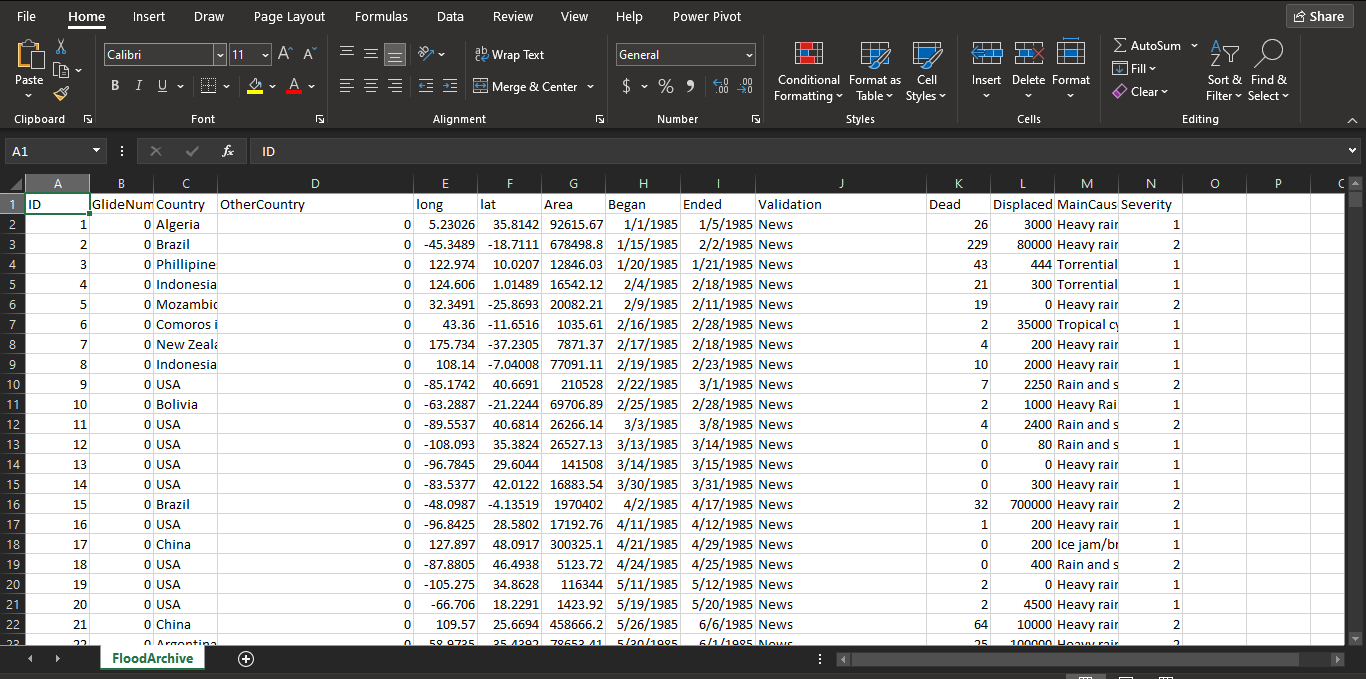 File Home Insert Draw Page Layout Formulas Data Review View Help Power Pivot Share
Calibri 11 A A ab Wrap Text General AutoSum
Paste B I U A Merge & Center $ % Conditional Format as Cell Insert Delete Format Fill Sort & Find &
Formatting Table Styles Clear Filter Select
Clipboard Font Alignment Number Styles Cells Editing
A1 fx ID
A B C D E F G H I J K L M N O P
1 ID GlideNum Country OtherCountry long lat Area Began Ended Validation Dead Displaced MainCaus Severity
2 1 0 Algeria 0 5.23026 35.8142 92615.67 1/1/1985 1/5/1985 News 26 3000 Heavy rain 1
3 2 0 Brazil 0 -45.3489 -18.7111 678498.8 1/15/1985 2/2/1985 News 229 80000 Heavy rain 2
4 3 0 Phillipine 0 122.974 10.0207 12846.03 1/20/1985 1/21/1985 News 43 444 Torrential 1
5 4 0 Indonesia 0 124.606 1.01489 16542.12 2/4/1985 2/18/1985 News 21 300 Torrential 1
6 5 0 Mozambic 0 32.3491 -25.8693 20082.21 2/9/1985 2/11/1985 News 19 0 Heavy rain 2
7 6 0 Comoros i 0 43.36 -11.6516 1035.61 2/16/1985 2/28/1985 News 2 35000 Tropical cy 1
8 7 0 New Zeala 0 175.734 -37.2305 7871.37 2/17/1985 2/18/1985 News 4 200 Heavy rain 1
9 8 0 Indonesia 0 108.14 -7.04008 77091.11 2/19/1985 2/23/1985 News 10 2000 Heavy rain 1
10 9 0 USA 0 -85.1742 40.6691 210528 2/22/1985 3/1/1985 News 7 2250 Rain and s 2
11 10 0 Bolivia 0 -63.2887 -21.2244 69706.89 2/25/1985 2/28/1985 News 2 1000 Heavy Rai 1
12 11 0 USA 0 -89.5537 40.6814 26266.14 3/3/1985 3/8/1985 News 4 2400 Rain and s 2
13 12 0 USA 0 -108.093 35.3824 26527.13 3/13/1985 3/14/1985 News 0 80 Rain and s 1
14 13 0 USA 0 -96.7845 29.6044 141508 3/14/1985 3/15/1985 News 0 0 Heavy rain 1
15 14 0 USA 0 -83.5377 42.0122 16883.54 3/30/1985 3/31/1985 News 0 300 Heavy rain 1
16 15 0 Brazil 0 -48.0987 -4.13519 1970402 4/2/1985 4/17/1985 News 32 700000 Heavy rain 2
17 16 0 USA 0 -96.8425 28.5802 17192.76 4/11/1985 4/12/1985 News 1 200 Heavy rain 1
18 17 0 China 0 127.897 48.0917 300325.1 4/21/1985 4/29/1985 News 0 200 Ice jam/br 1
19 18 0 USA 0 -87.8805 46.4938 5123.72 4/24/1985 4/25/1985 News 0 400 Rain and s 2
20 19 0 USA 0 -105.275 34.8628 116344 5/11/1985 5/12/1985 News 2 0 Heavy rain 1
21 20 0 USA 0 -66.706 18.2291 1423.92 5/19/1985 5/20/1985 News 2 4500 Heavy rain 1
22 21 0 China 0 109.57 25.6694 458666.2 5/26/1985 6/6/1985 News 64 10000 Heavy rain 2
23 22 0 Argentina 0 -58.9735 -35.4392 78653.41 5/30/1985 6/1/1985 News 25 100000 Heavy rain 2
FloodArchive